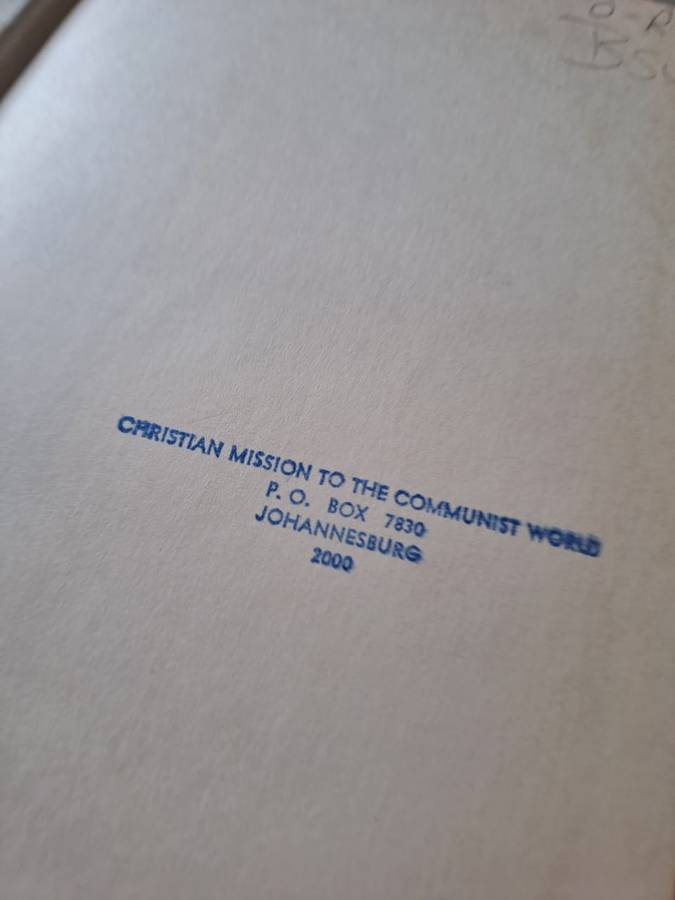 CHRISTIAN MISSION TO THE COMMUNIST WORLD
P. O. BOX 7830
JOHANNESBURG
2000